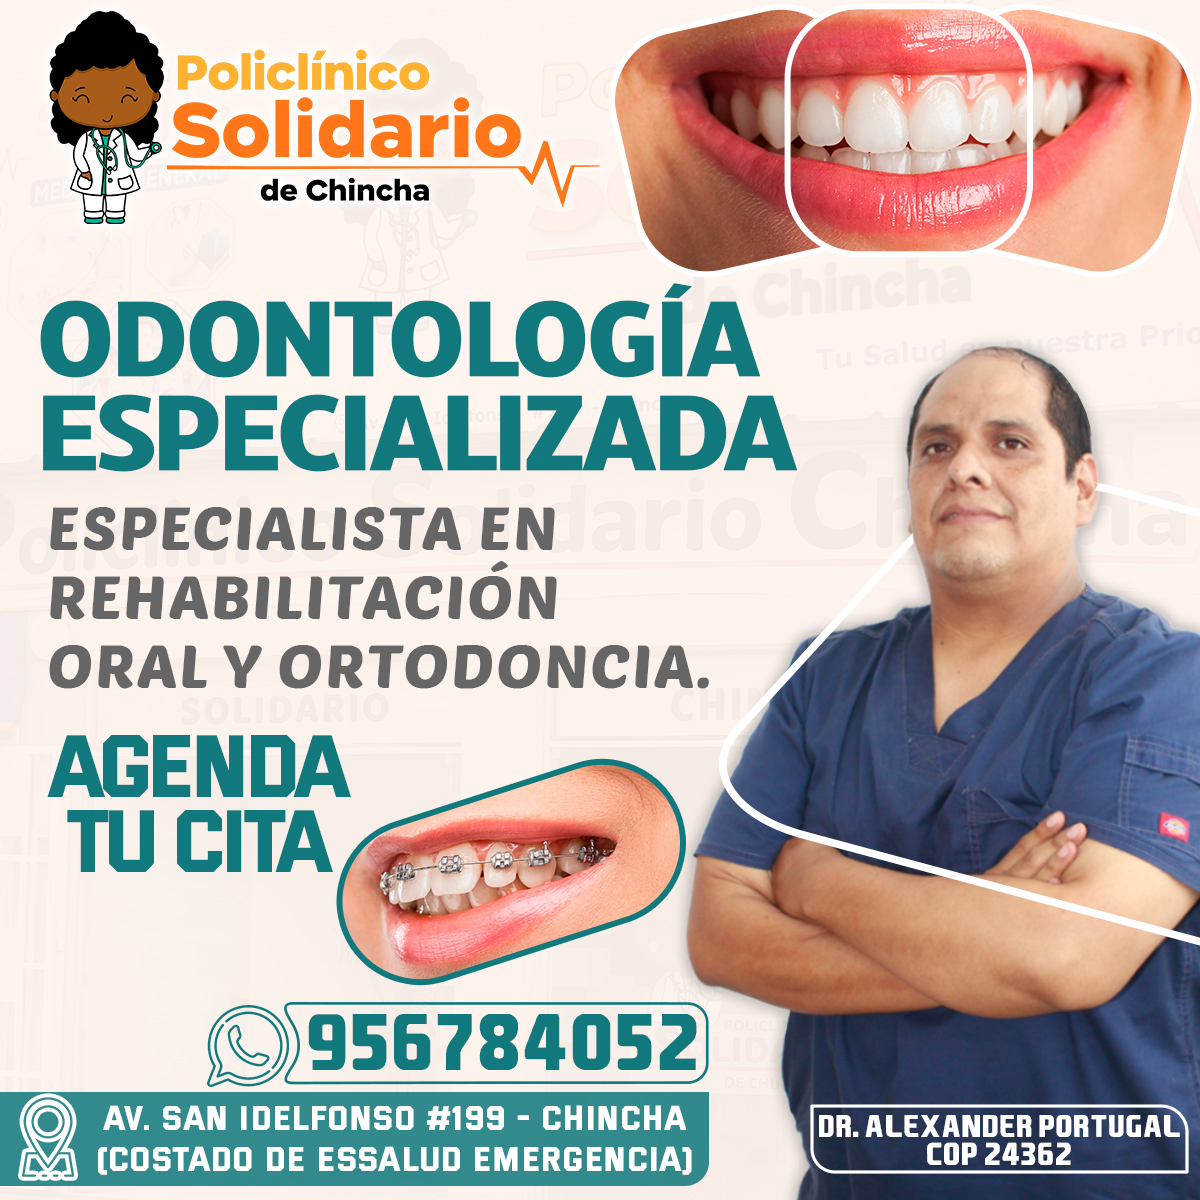 Policlínico
Solidario
de Chincha
ODONTOLOGÍA
ESPECIALIZADA
ESPECIALISTA EN
REHABILITACIÓN
ORAL Y ORTODONCIA.
AGENDA
TU CITA
956784052
AV. SAN IDELFONSO #199 - CHINCHA
(COSTADO DE ESSALUD EMERGENCIA)
DR. ALEXANDER PORTUGAL
COP 24362